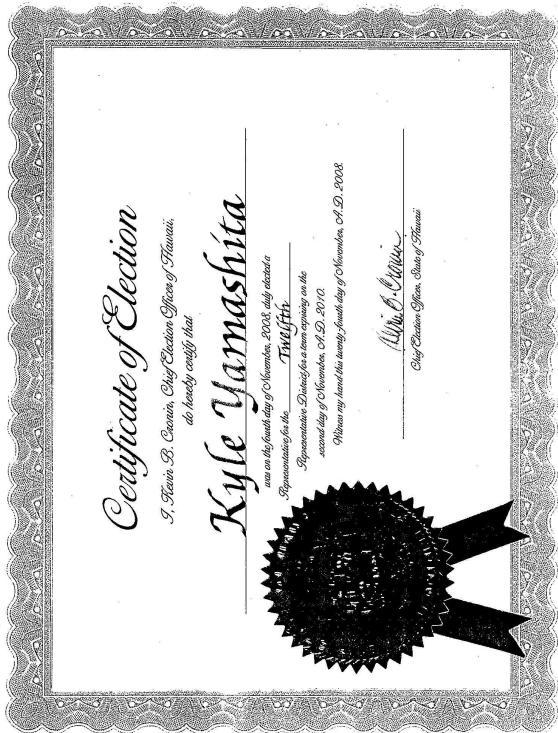 Certificate of Election
I, Kevin B. Cronin, Chief Election Officer of Hawaii,
do hereby certify that
Kyle Yamashita
was on the fourth day of November, 2008, duly elected a
Representative for the Twelfth
Representative District for a term expiring on the
second day of November, A.D. 2010.
Witness my hand this twenty-fourth day of November, A.D. 2008.
Kevin B. Cronin
Chief Election Officer, State of Hawaii